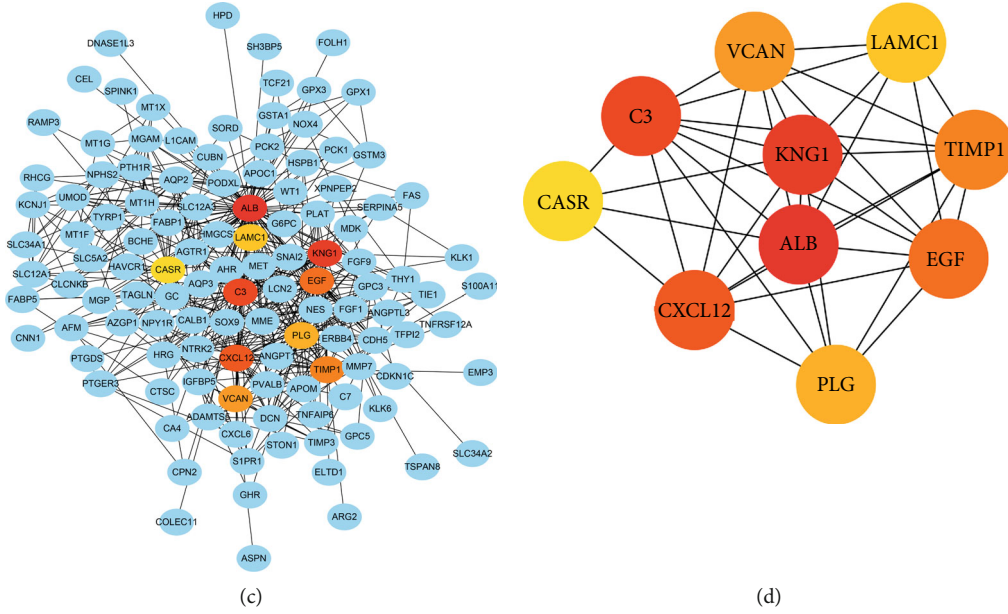 HPD
DNASE1L3
SH3BP5
FOLH1
CEL
TCF21
SPINK1
GPX3
GPX1
MT1X
GSTA1
RAMP3
SORD
NOX4
MT1G
MGAM
L1CAM
PCK2
PCK1
CUBN
HSPB1
GSTM3
RHCG
NPHS2
PTH1R
AQP2
PODXL
APOC1
WT1
XPNPEP2
FAS
KCNJ1
UMOD
MT1H
SLC12A3
ALB
SERPINA5
TYRP1
FABP1
G6PC
PLAT
SLC34A1
MT1F
BCHE
HMGCS
LAMC1
MDK
SLC5A2
AGTR1
SNAI2
KNG1
KLK1
SLC12A1
HAVCR1
CASR
AHR
MET
FGF9
CLCNKB
EGF
THY1
FABP5
AQP3
LCN2
GPC3
TIE1
S100A11
MGP
TAGLN
GC
C3
ANGPTL3
CNN1
AFM
AZGP1
NPY1R
CALB1
SOX9
MME
NES
FGF1
TNFRSF12A
PLG
ERBB4
CDH5
TFPI2
PTGDS
HRG
NTRK2
CXCL12
ANGPT1
PTGER3
IGFBP5
PVALB
TIMP1
MMP7
CDKN1C
EMP3
CTSC
VCAN
APOM
C7
KLK6
CA4
ADAMTS5
DCN
TNFAIP6
CXCL6
STON1
TIMP3
GPC5
SLC34A2
CPN2
S1PR1
ELTD1
TSPAN8
GHR
COLEC11
ARG2
ASPN
(c)
VCAN
LAMC1
C3
KNG1
TIMP1
CASR
ALB
EGF
CXCL12
PLG
(d)